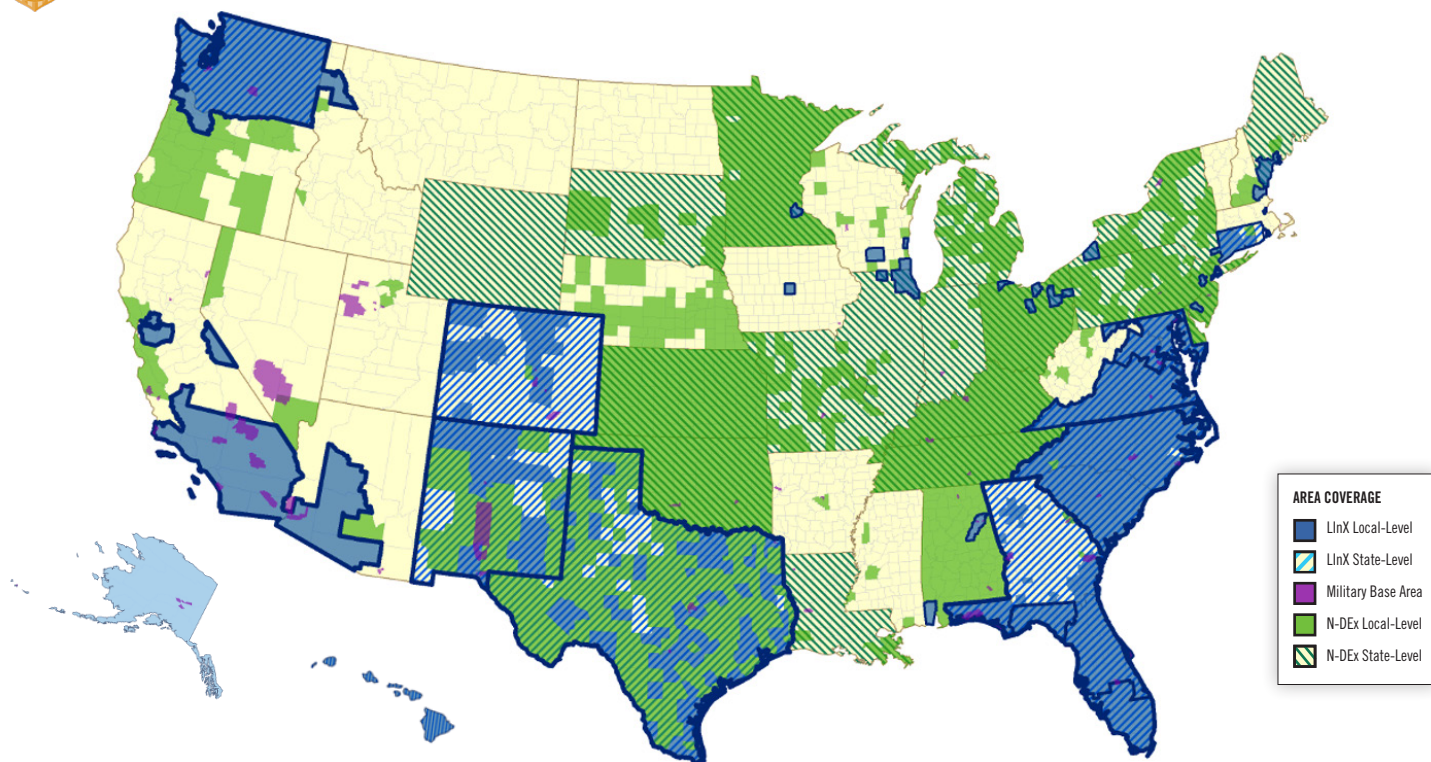 AREA COVERAGE
LInX Local-Level
LInX State-Level
Military Base Area
N-DEx Local-Level
N-DEx State-Level